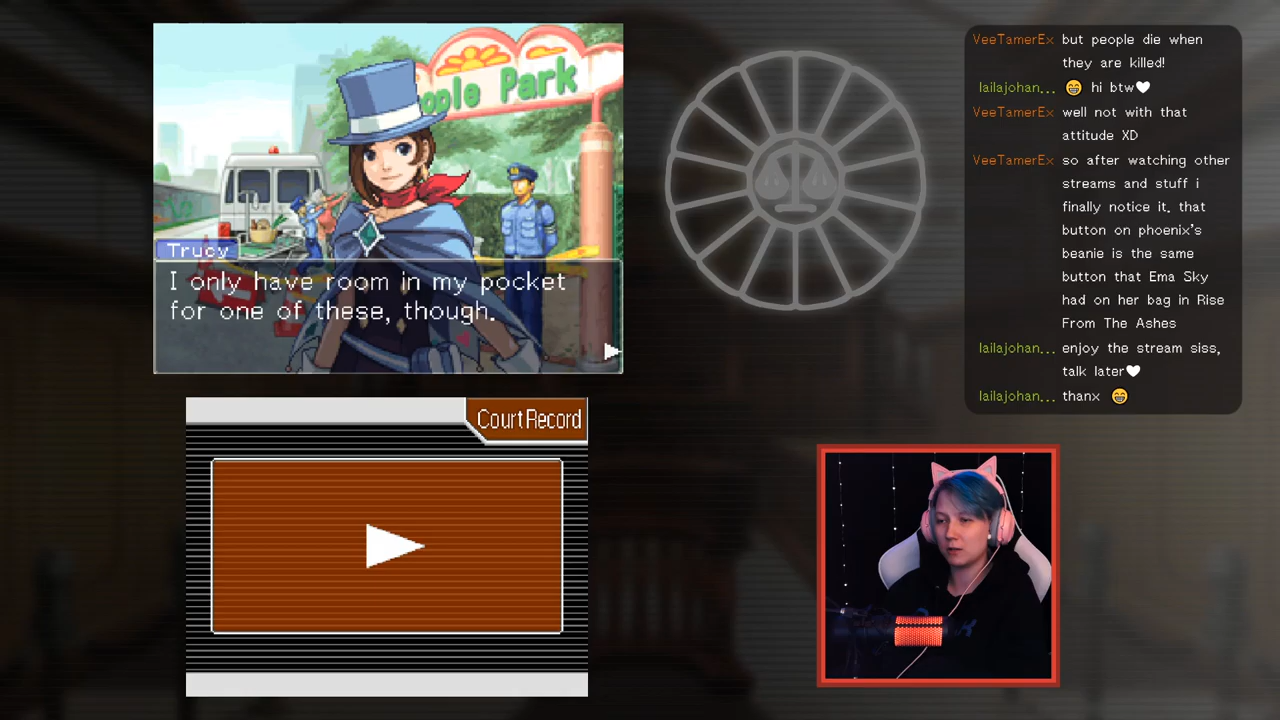 ople Park
Trucy
I only have room in my pocket
for one of these, though.
Court Record
VeeTamerEx but people die when
they are killed!
lailajohan... 😁 hi btw🤍
VeeTamerEx well not with that
attitude XD
VeeTamerEx so after watching other
streams and stuff i
finally notice it. that
button on phoenix's
beanie is the same
button that Ema Sky
had on her bag in Rise
From The Ashes
lailajohan... enjoy the stream siss,
talk later🤍
lailajohan... thanx 😁